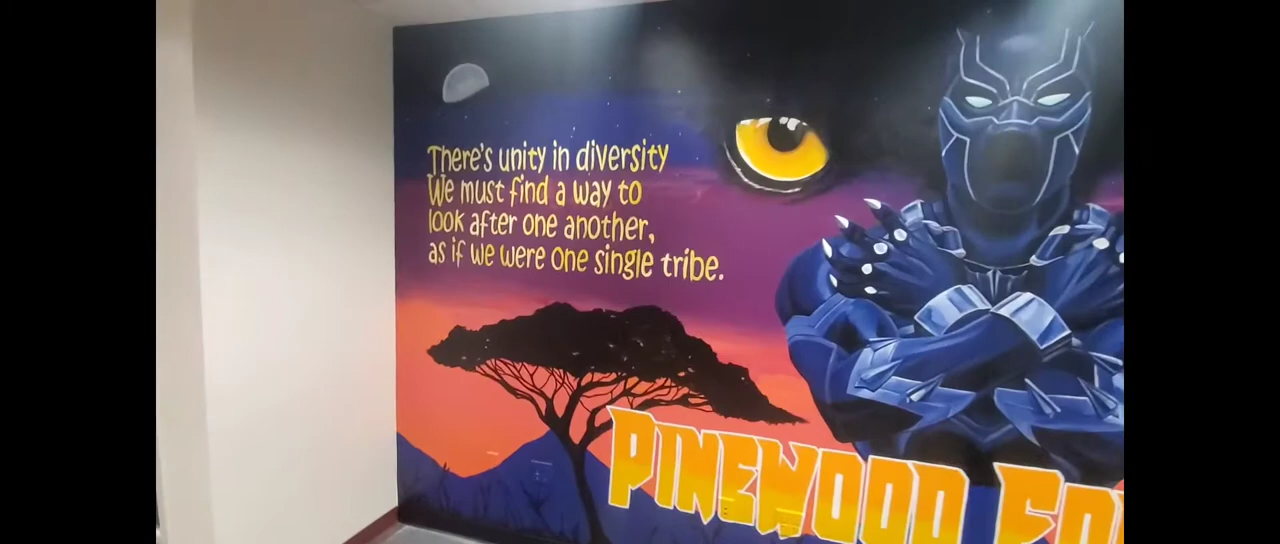 There's unity in diversity
We must find a way to
look after one another,
as if we were one single tribe.
PINEWOOD